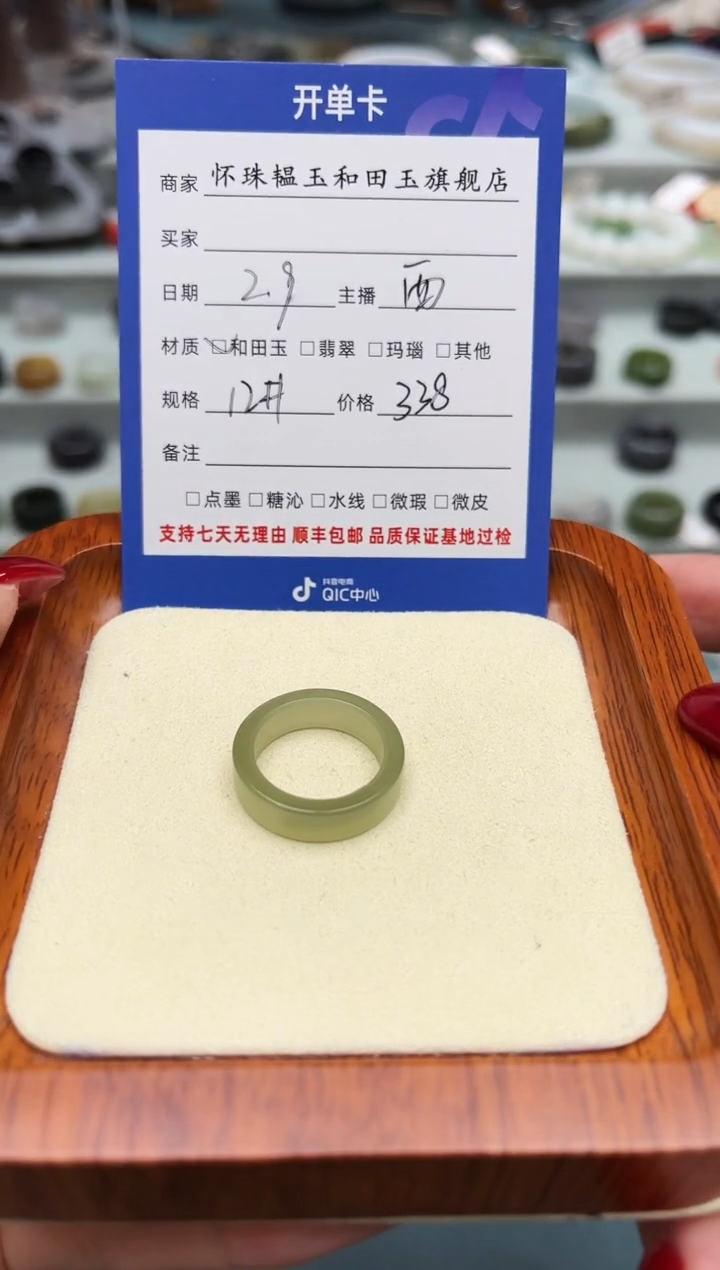 开单卡
商家 怀珠韫玉和田玉旗舰店
买家
日期 2.9 主播 西
材质 ☑和田玉 □翡翠 □玛瑙 □其他
规格 12# 价格 338
备注
□点墨 □糖沁 □水线 □微瑕 □微皮
支持七天无理由 顺丰包邮 品质保证基地过检
抖音电商
QIC中心